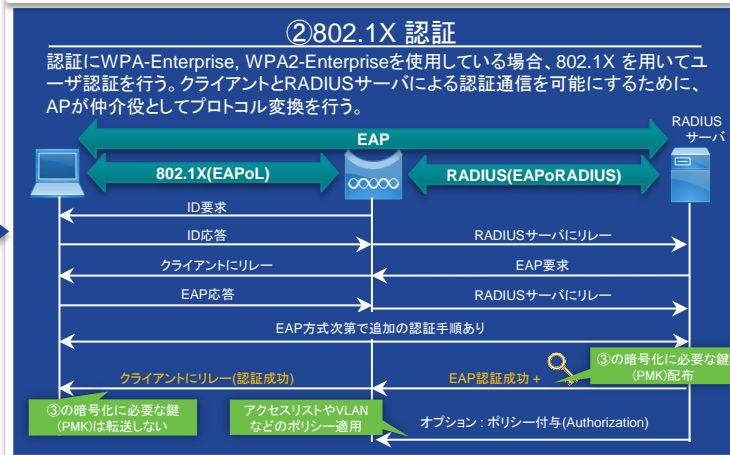 ②802.1X 認証
認証にWPA-Enterprise, WPA2-Enterpriseを使用している場合、802.1X を用いてユ
ーザ認証を行う。クライアントとRADIUSサーバによる認証通信を可能にするために、
APが仲介役としてプロトコル変換を行う。
RADIUS
サーバ
EAP
802.1X(EAPoL)
RADIUS(EAPoRADIUS)
ID要求
ID応答
RADIUSサーバにリレー
クライアントにリレー
EAP要求
EAP応答
RADIUSサーバにリレー
EAP方式次第で追加の認証手順あり
クライアントにリレー(認証成功)
EAP認証成功 +
③の暗号化に必要な鍵
(PMK)配布
③の暗号化に必要な鍵
(PMK)は転送しない
アクセスリストやVLAN
などのポリシー適用
オプション : ポリシー付与(Authorization)